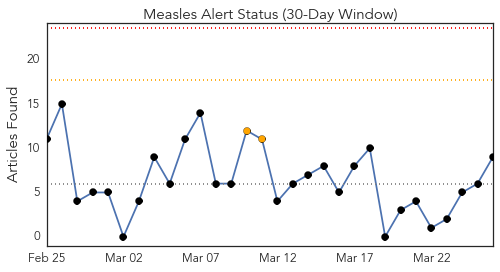 Measles Alert Status (30-Day Window)
Articles Found
20
15
10
5
0
Feb 25
Mar 02
Mar 07
Mar 12
Mar 17
Mar 22